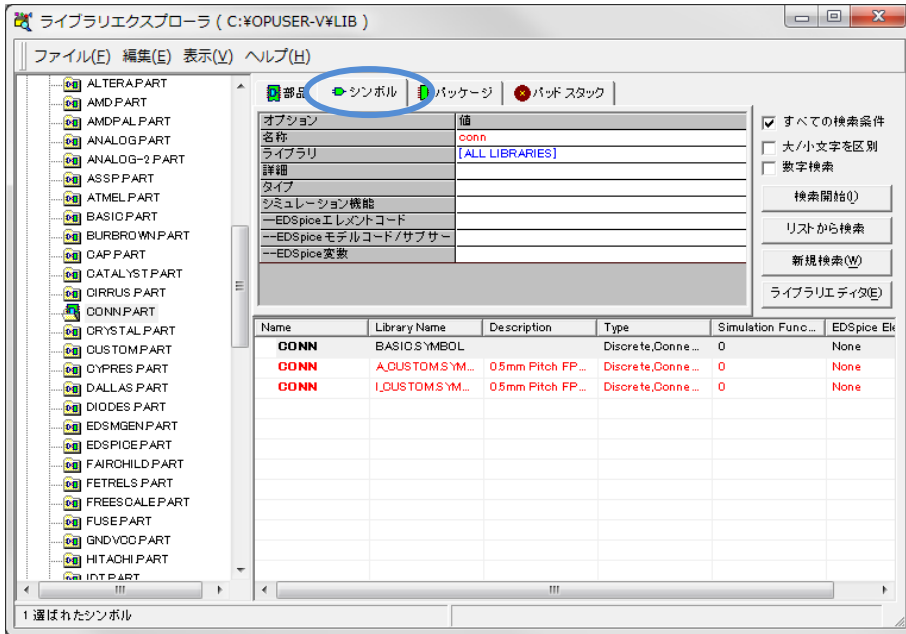 ライブラリエクスプローラ ( C:¥OPUSER-V¥LIB )
ファイル(F) 編集(E) 表示(V) ヘルプ(H)
ALTERA.PART
AMD.PART
AMDPAL.PART
ANALOG.PART
ANALOG-2.PART
ASSP.PART
ATMEL.PART
BASIC.PART
BURBROWN.PART
CAP.PART
CATALYST.PART
CIRRUS.PART
CONN.PART
CRYSTAL.PART
CUSTOM.PART
CYPRES.PART
DALLAS.PART
DIODES.PART
EDSMGEN.PART
EDSPICE.PART
FAIRCHILD.PART
FETRELS.PART
FREESCALE.PART
FUSE.PART
GNDVCC.PART
HITACHI.PART
IDT.PART
部品 シンボル パッケージ パッド スタック
オプション 値
名称 conn
ライブラリ [ALL LIBRARIES]
詳細
タイプ
シミュレーション機能
―EDSpiceエレメントコード
--EDSpiceモデルコード/サブサー
--EDSpice変数
すべての検索条件
大/小文字を区別
数字検索
検索開始(I)
リストから検索
新規検索(W)
ライブラリエディタ(E)
Name Library Name Description Type Simulation Func... EDSpice Ele
CONN BASIC.SYMBOL Discrete,Conne... 0 None
CONN A_CUSTOM.SYM... 0.5mm Pitch FP... Discrete,Conne... 0 None
CONN I_CUSTOM.SYM... 0.5mm Pitch FP... Discrete,Conne... 0 None
1 選ばれたシンボル